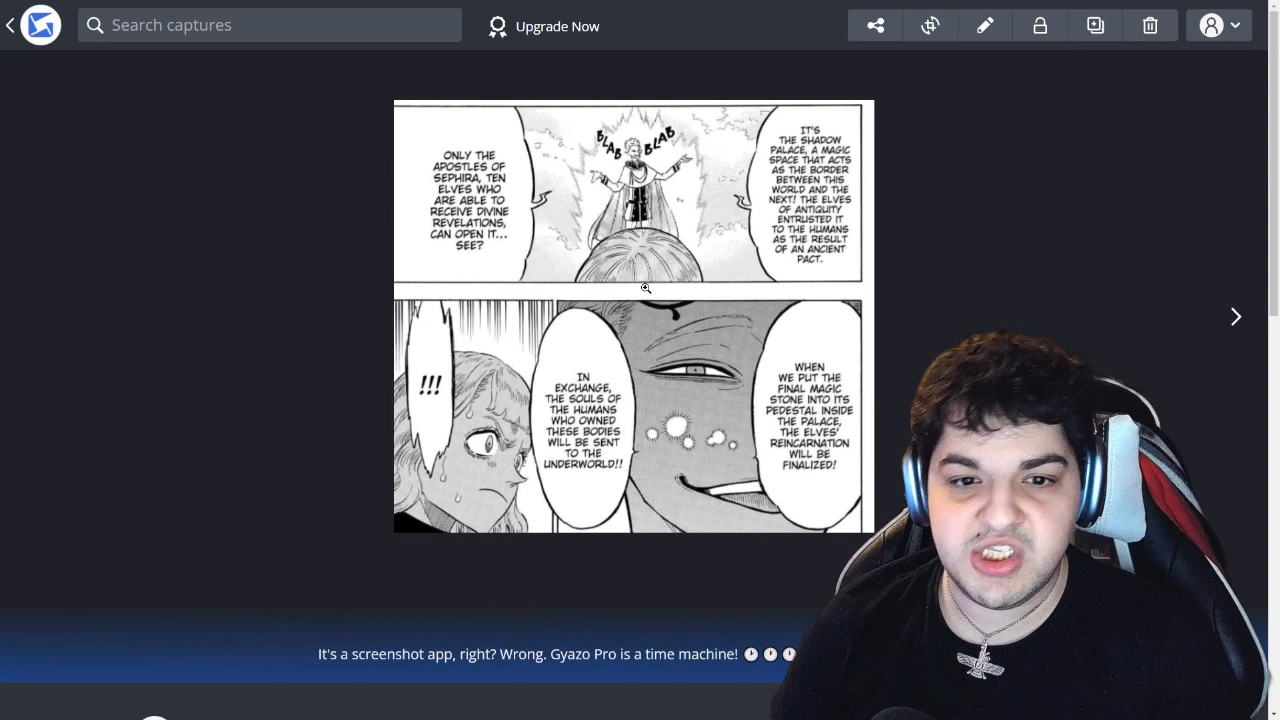 Search captures
Upgrade Now
IT'S
THE SHADOW
PALACE, A MAGIC
SPACE THAT ACTS
AS THE BORDER
BETWEEN THIS
WORLD AND THE
NEXT! THE ELVES
OF ANTIQUITY
ENTRUSTED IT
TO THE HUMANS
AS THE RESULT
OF AN ANCIENT
PACT.
BLAB
BLAB
ONLY THE
APOSTLES OF
SEPHIRA, TEN
ELVES WHO
ARE ABLE TO
RECEIVE DIVINE
REVELATIONS,
CAN OPEN IT...
SEE?
WHEN
WE PUT THE
FINAL MAGIC
STONE INTO ITS
PEDESTAL INSIDE
THE PALACE,
THE ELVES'
REINCARNATION
WILL BE
FINALIZED!
IN
EXCHANGE,
THE SOULS OF
THE HUMANS
WHO OWNED
THESE BODIES
WILL BE SENT
TO THE
UNDERWORLD!!
!!!
It's a screenshot app, right? Wrong. Gyazo Pro is a time machine!